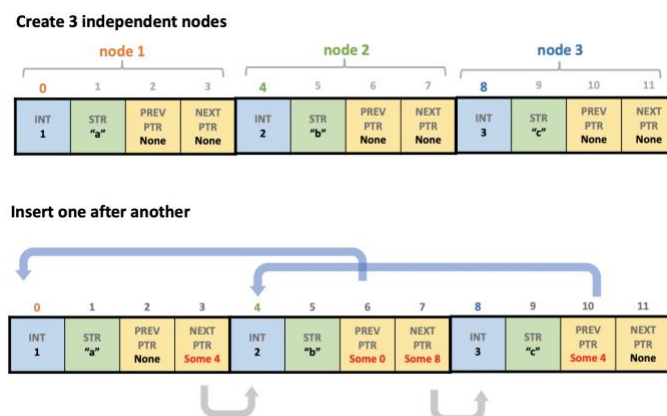 Create 3 independent nodes
node 1 node 2 node 3
0 1 2 3 4 5 6 7 8 9 10 11
INT STR PREV NEXT INT STR PREV NEXT INT STR PREV NEXT
1 "a" PTR PTR 2 "b" PTR PTR 3 "c" PTR PTR
None None None None None None
Insert one after another
0 1 2 3 4 5 6 7 8 9 10 11
INT STR PREV NEXT INT STR PREV NEXT INT STR PREV NEXT
1 "a" PTR PTR 2 "b" PTR PTR 3 "c" PTR PTR
None Some 4 Some 0 Some 8 Some 4 None